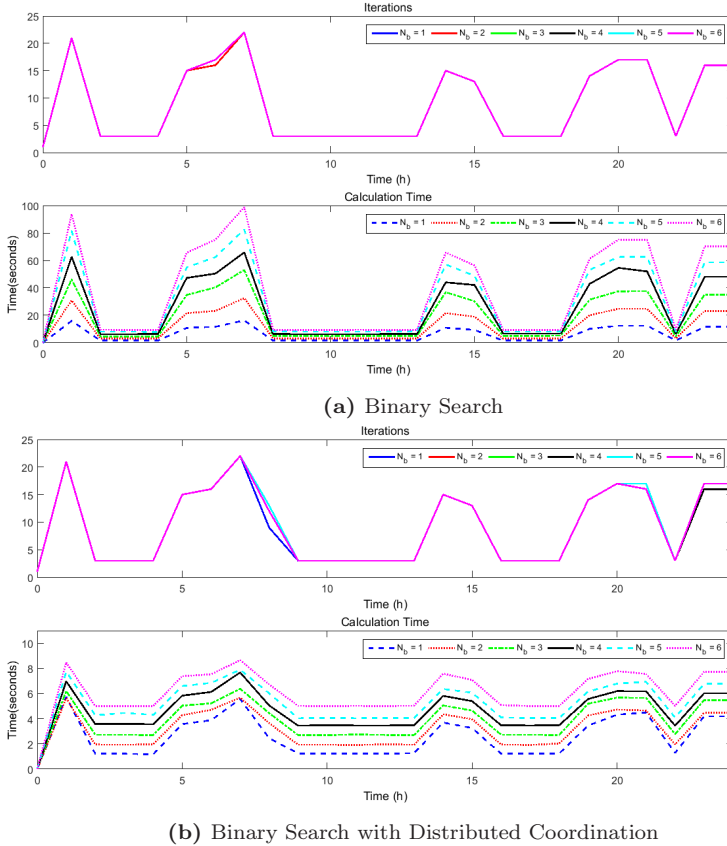 Iterations
25
20
15
10
5
0
N_b = 1 N_b = 2 N_b = 3 N_b = 4 N_b = 5 N_b = 6
0 5 10 15 20
Time (h)
Calculation Time
Time(seconds)
100
80
60
40
20
0
N_b = 1 N_b = 2 N_b = 3 N_b = 4 N_b = 5 N_b = 6
0 5 10 15 20
Time (h)
(a) Binary Search
Iterations
25
20
15
10
5
0
N_b = 1 N_b = 2 N_b = 3 N_b = 4 N_b = 5 N_b = 6
0 5 10 15 20
Time (h)
Calculation Time
Time(seconds)
10
8
6
4
2
0
N_b = 1 N_b = 2 N_b = 3 N_b = 4 N_b = 5 N_b = 6
0 5 10 15 20
Time (h)
(b) Binary Search with Distributed Coordination